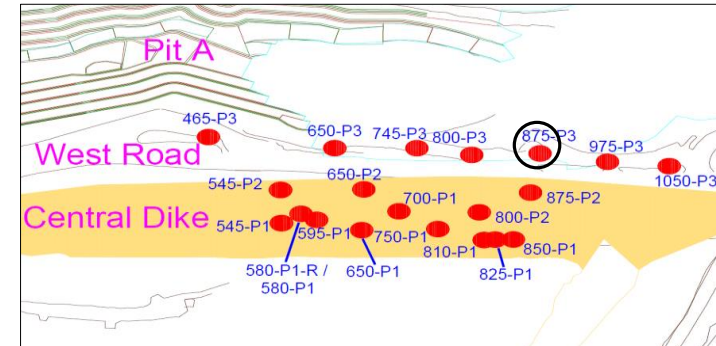 Pit A
465-P3
650-P3
745-P3
800-P3
875-P3
975-P3
1050-P3
West Road
545-P2
650-P2
875-P2
700-P1
800-P2
Central Dike
545-P1
595-P1
750-P1
810-P1
850-P1
580-P1-R /
580-P1
650-P1
825-P1